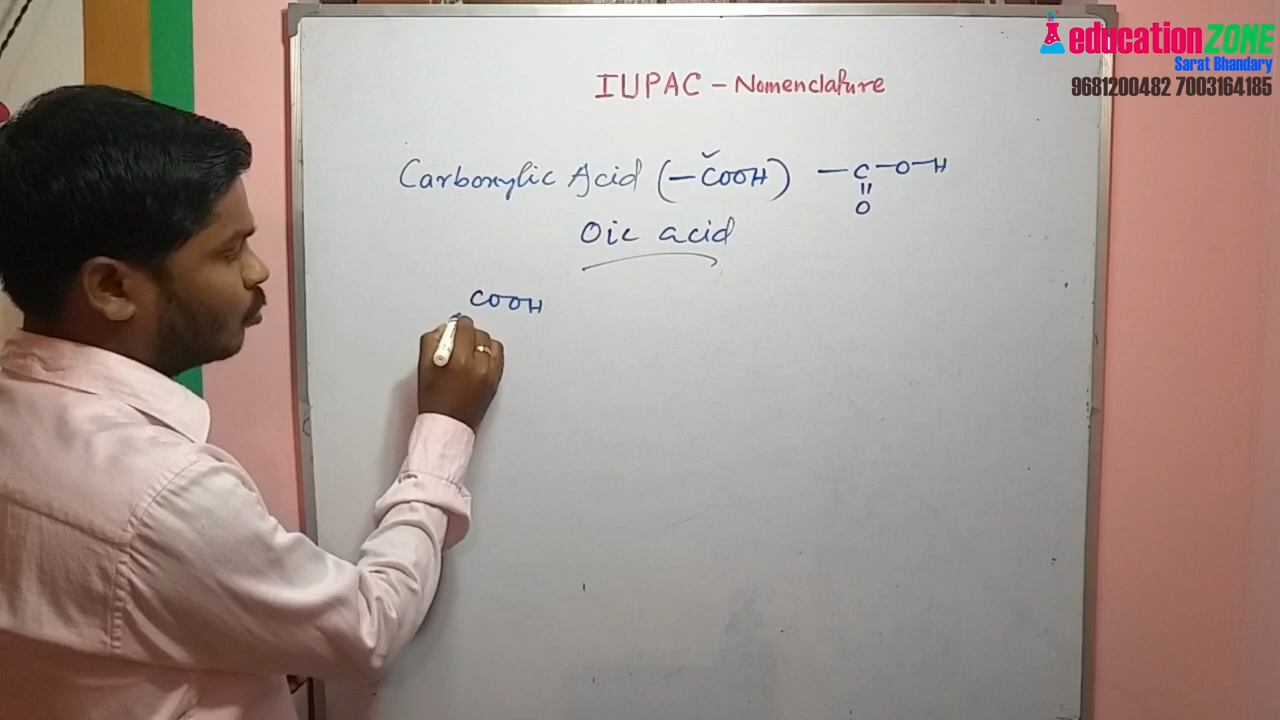 educationZONE
Sarat Bhandary
9681200482 7003164185
IUPAC - Nomenclature
Carboxylic Acid (-COOH) -C-O-H
||
O
Oic acid
COOH